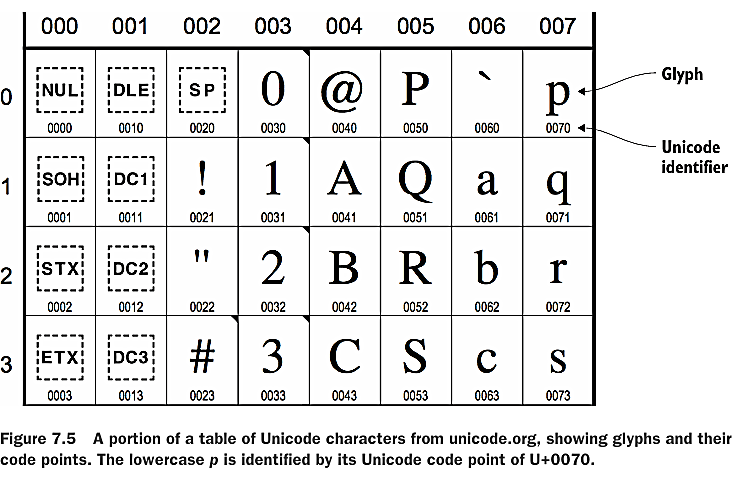 000 001 002 003 004 005 006 007
0 NUL DLE SP 0 @ P ` p Glyph
0000 0010 0020 0030 0040 0050 0060 0070 Unicode
identifier
1 SOH DC1 ! 1 A Q a q
0001 0011 0021 0031 0041 0051 0061 0071
2 STX DC2 " 2 B R b r
0002 0012 0022 0032 0042 0052 0062 0072
3 ETX DC3 # 3 C S c s
0003 0013 0023 0033 0043 0053 0063 0073
Figure 7.5 A portion of a table of Unicode characters from unicode.org, showing glyphs and their
code points. The lowercase p is identified by its Unicode code point of U+0070.